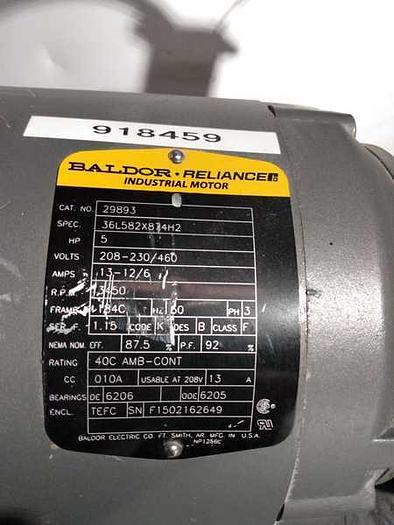 918459
BALDOR · RELIANCE
INDUSTRIAL MOTOR
CAT. NO. 29893
SPEC. 36L582X874H2
HP 5
VOLTS 208-230/460
AMPS 13-12/6
R.P.M. 3450
FRAME 184C HZ 60 PH 3
SER. F. 1.15 CODE K DES B CLASS F
NEMA NOM. EFF. 87.5 % P.F. 92 %
RATING 40C AMB-CONT
CC 010A USABLE AT 208V 13 A
BEARINGS DE 6206 ODE 6205
ENCL. TEFC SN F1502162649
BALDOR ELECTRIC CO. FT. SMITH, AR. MFG. IN U.S.A.
NP1256C